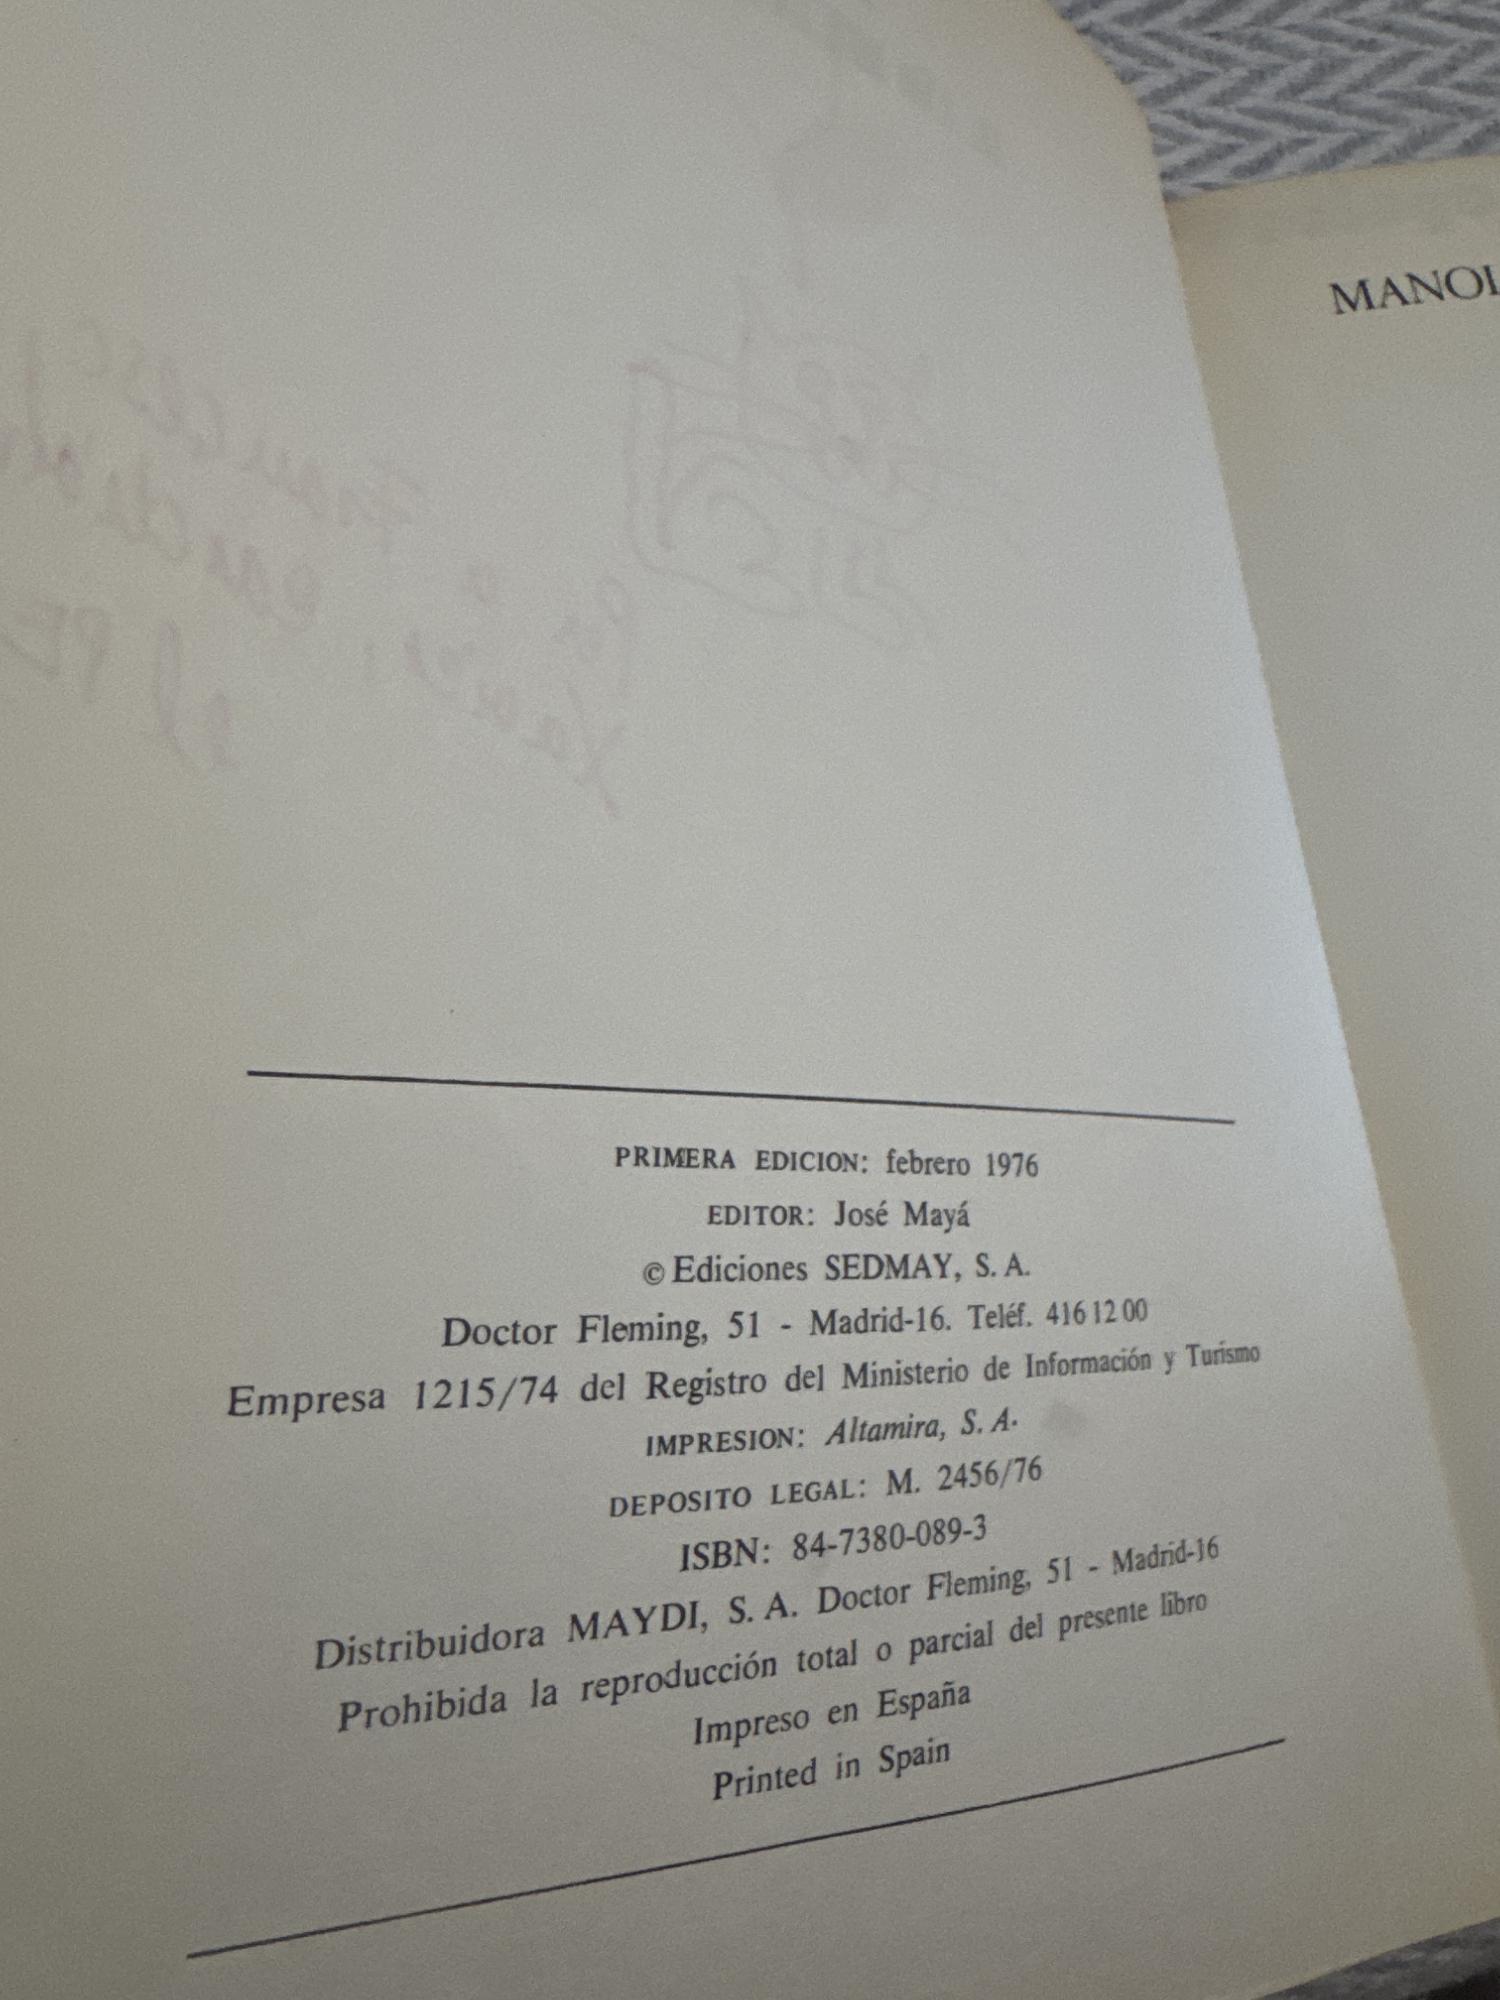 MANOL
PRIMERA EDICION: febrero 1976
EDITOR: José Mayá
© Ediciones SEDMAY, S. A.
Doctor Fleming, 51 - Madrid-16. Teléf. 416 12 00
Empresa 1215/74 del Registro del Ministerio de Información y Turismo
IMPRESION: Altamira, S. A.
DEPOSITO LEGAL: M. 2456/76
ISBN: 84-7380-089-3
Distribuidora MAYDI, S. A. Doctor Fleming, 51 - Madrid-16
Prohibida la reproducción total o parcial del presente libro
Impreso en España
Printed in Spain